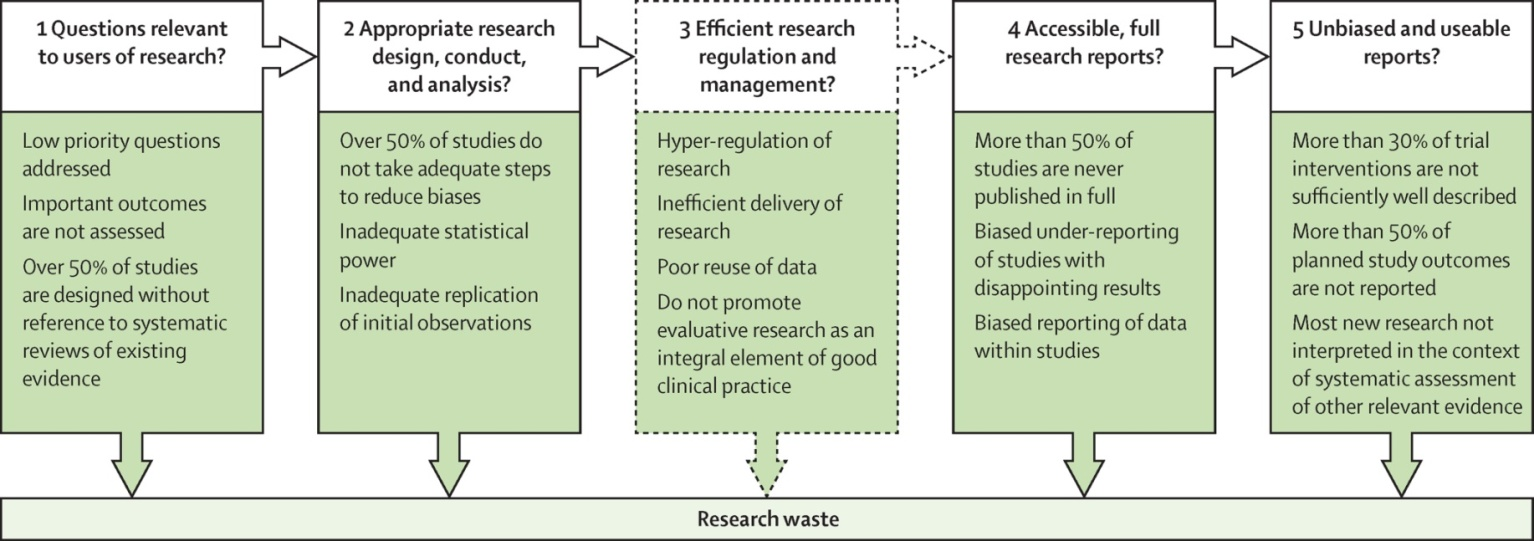 1 Questions relevant
to users of research?
Low priority questions
addressed
Important outcomes
are not assessed
Over 50% of studies
are designed without
reference to systematic
reviews of existing
evidence
2 Appropriate research
design, conduct,
and analysis?
Over 50% of studies do
not take adequate steps
to reduce biases
Inadequate statistical
power
Inadequate replication
of initial observations
3 Efficient research
regulation and
management?
Hyper-regulation of
research
Inefficient delivery of
research
Poor reuse of data
Do not promote
evaluative research as an
integral element of good
clinical practice
4 Accessible, full
research reports?
More than 50% of
studies are never
published in full
Biased under-reporting
of studies with
disappointing results
Biased reporting of data
within studies
5 Unbiased and useable
reports?
More than 30% of trial
interventions are not
sufficiently well described
More than 50% of
planned study outcomes
are not reported
Most new research not
interpreted in the context
of systematic assessment
of other relevant evidence
Research waste